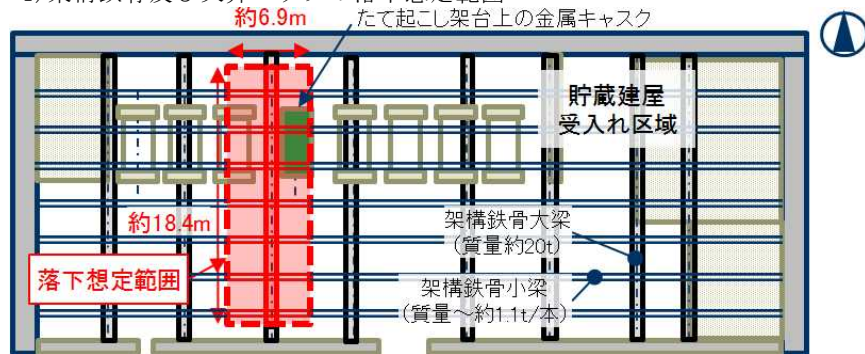 約6.9m
たて起こし架台上の金属キャスク
貯蔵建屋
受入れ区域
約18.4m
架構鉄骨大梁
(質量約20t)
落下想定範囲
架構鉄骨小梁
(質量~約1.1t/本)